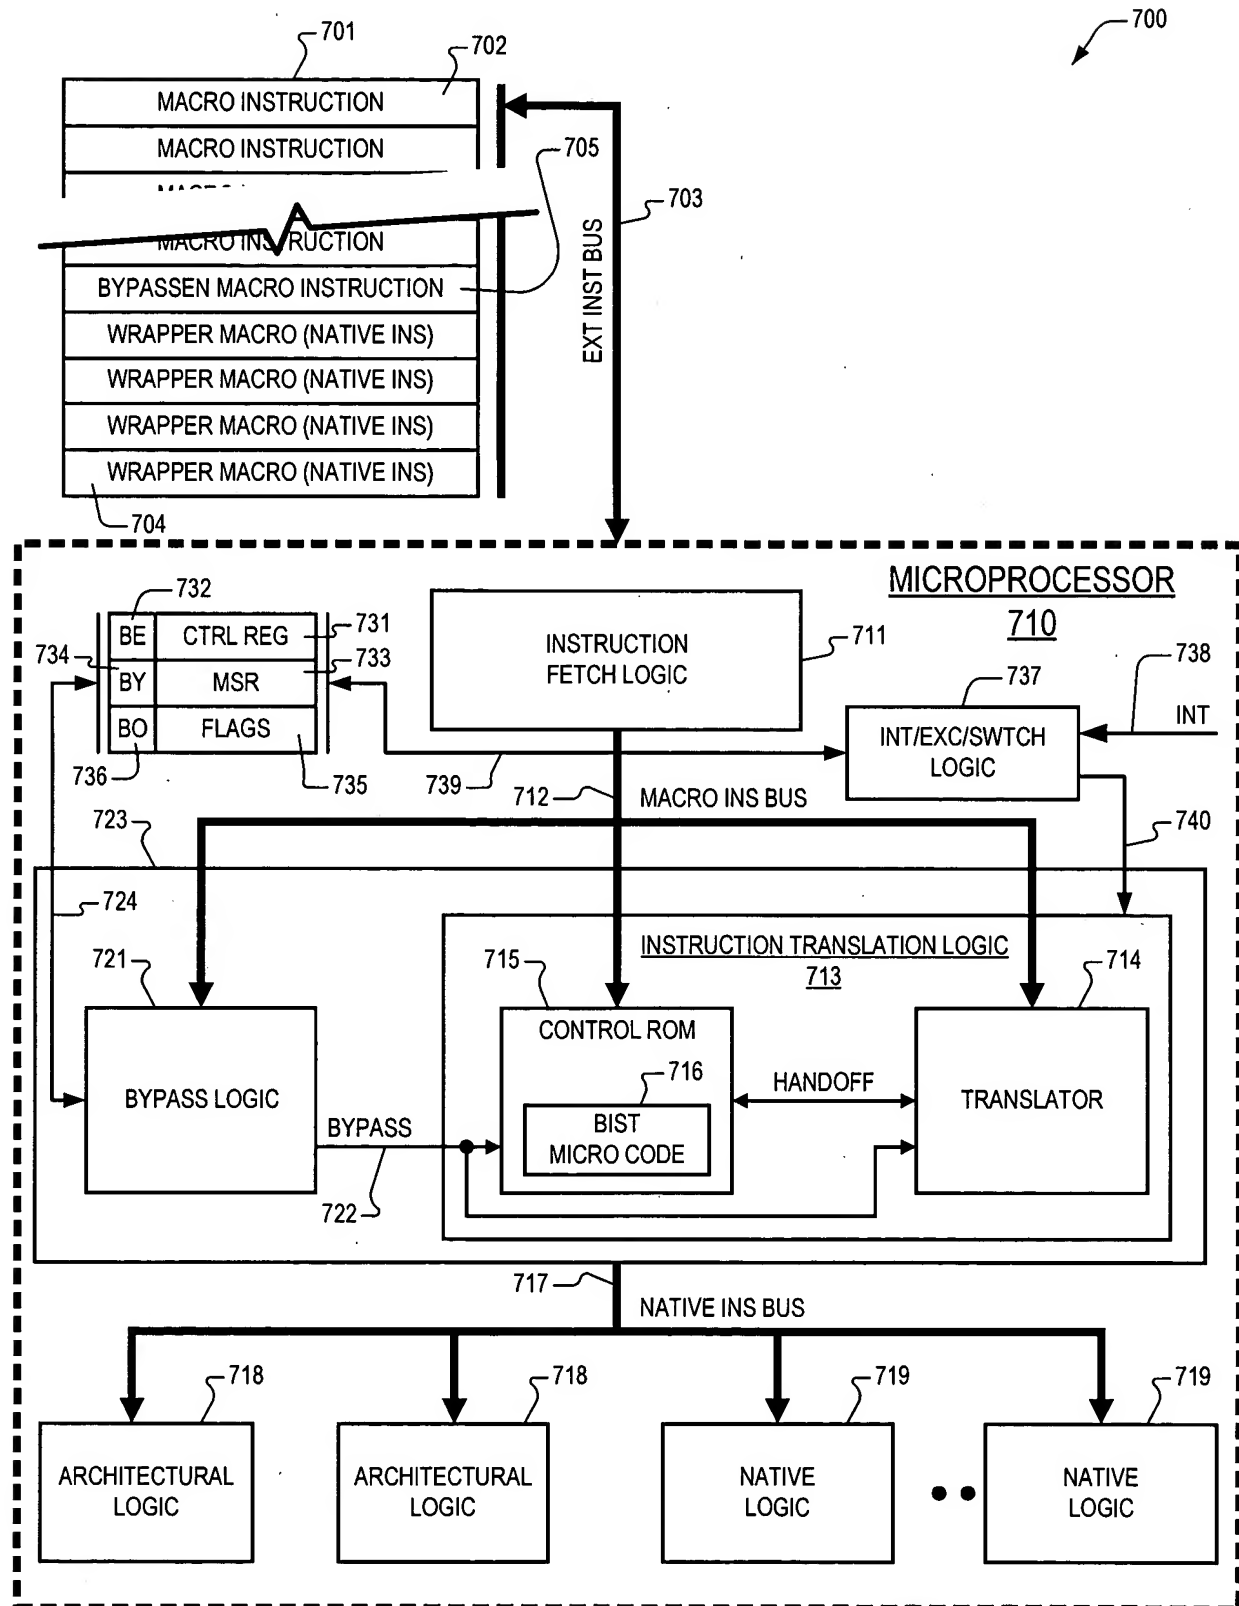 700
701
702
MACRO INSTRUCTION
MACRO INSTRUCTION
705
703
MACRO INSTRUCTION
BYPASSEN MACRO INSTRUCTION
WRAPPER MACRO (NATIVE INS)
WRAPPER MACRO (NATIVE INS)
WRAPPER MACRO (NATIVE INS)
WRAPPER MACRO (NATIVE INS)
704
EXT INST BUS
MICROPROCESSOR
710
732
BE
CTRL REG
731
734
BY
MSR
733
BO
FLAGS
736
735
INSTRUCTION
FETCH LOGIC
711
737
738
INT
INT/EXC/SWTCH
LOGIC
739
712
MACRO INS BUS
740
723
724
721
BYPASS LOGIC
BYPASS
722
INSTRUCTION TRANSLATION LOGIC
713
715
CONTROL ROM
716
BIST
MICRO CODE
HANDOFF
714
TRANSLATOR
717
NATIVE INS BUS
718
ARCHITECTURAL
LOGIC
718
ARCHITECTURAL
LOGIC
719
NATIVE
LOGIC
719
NATIVE
LOGIC